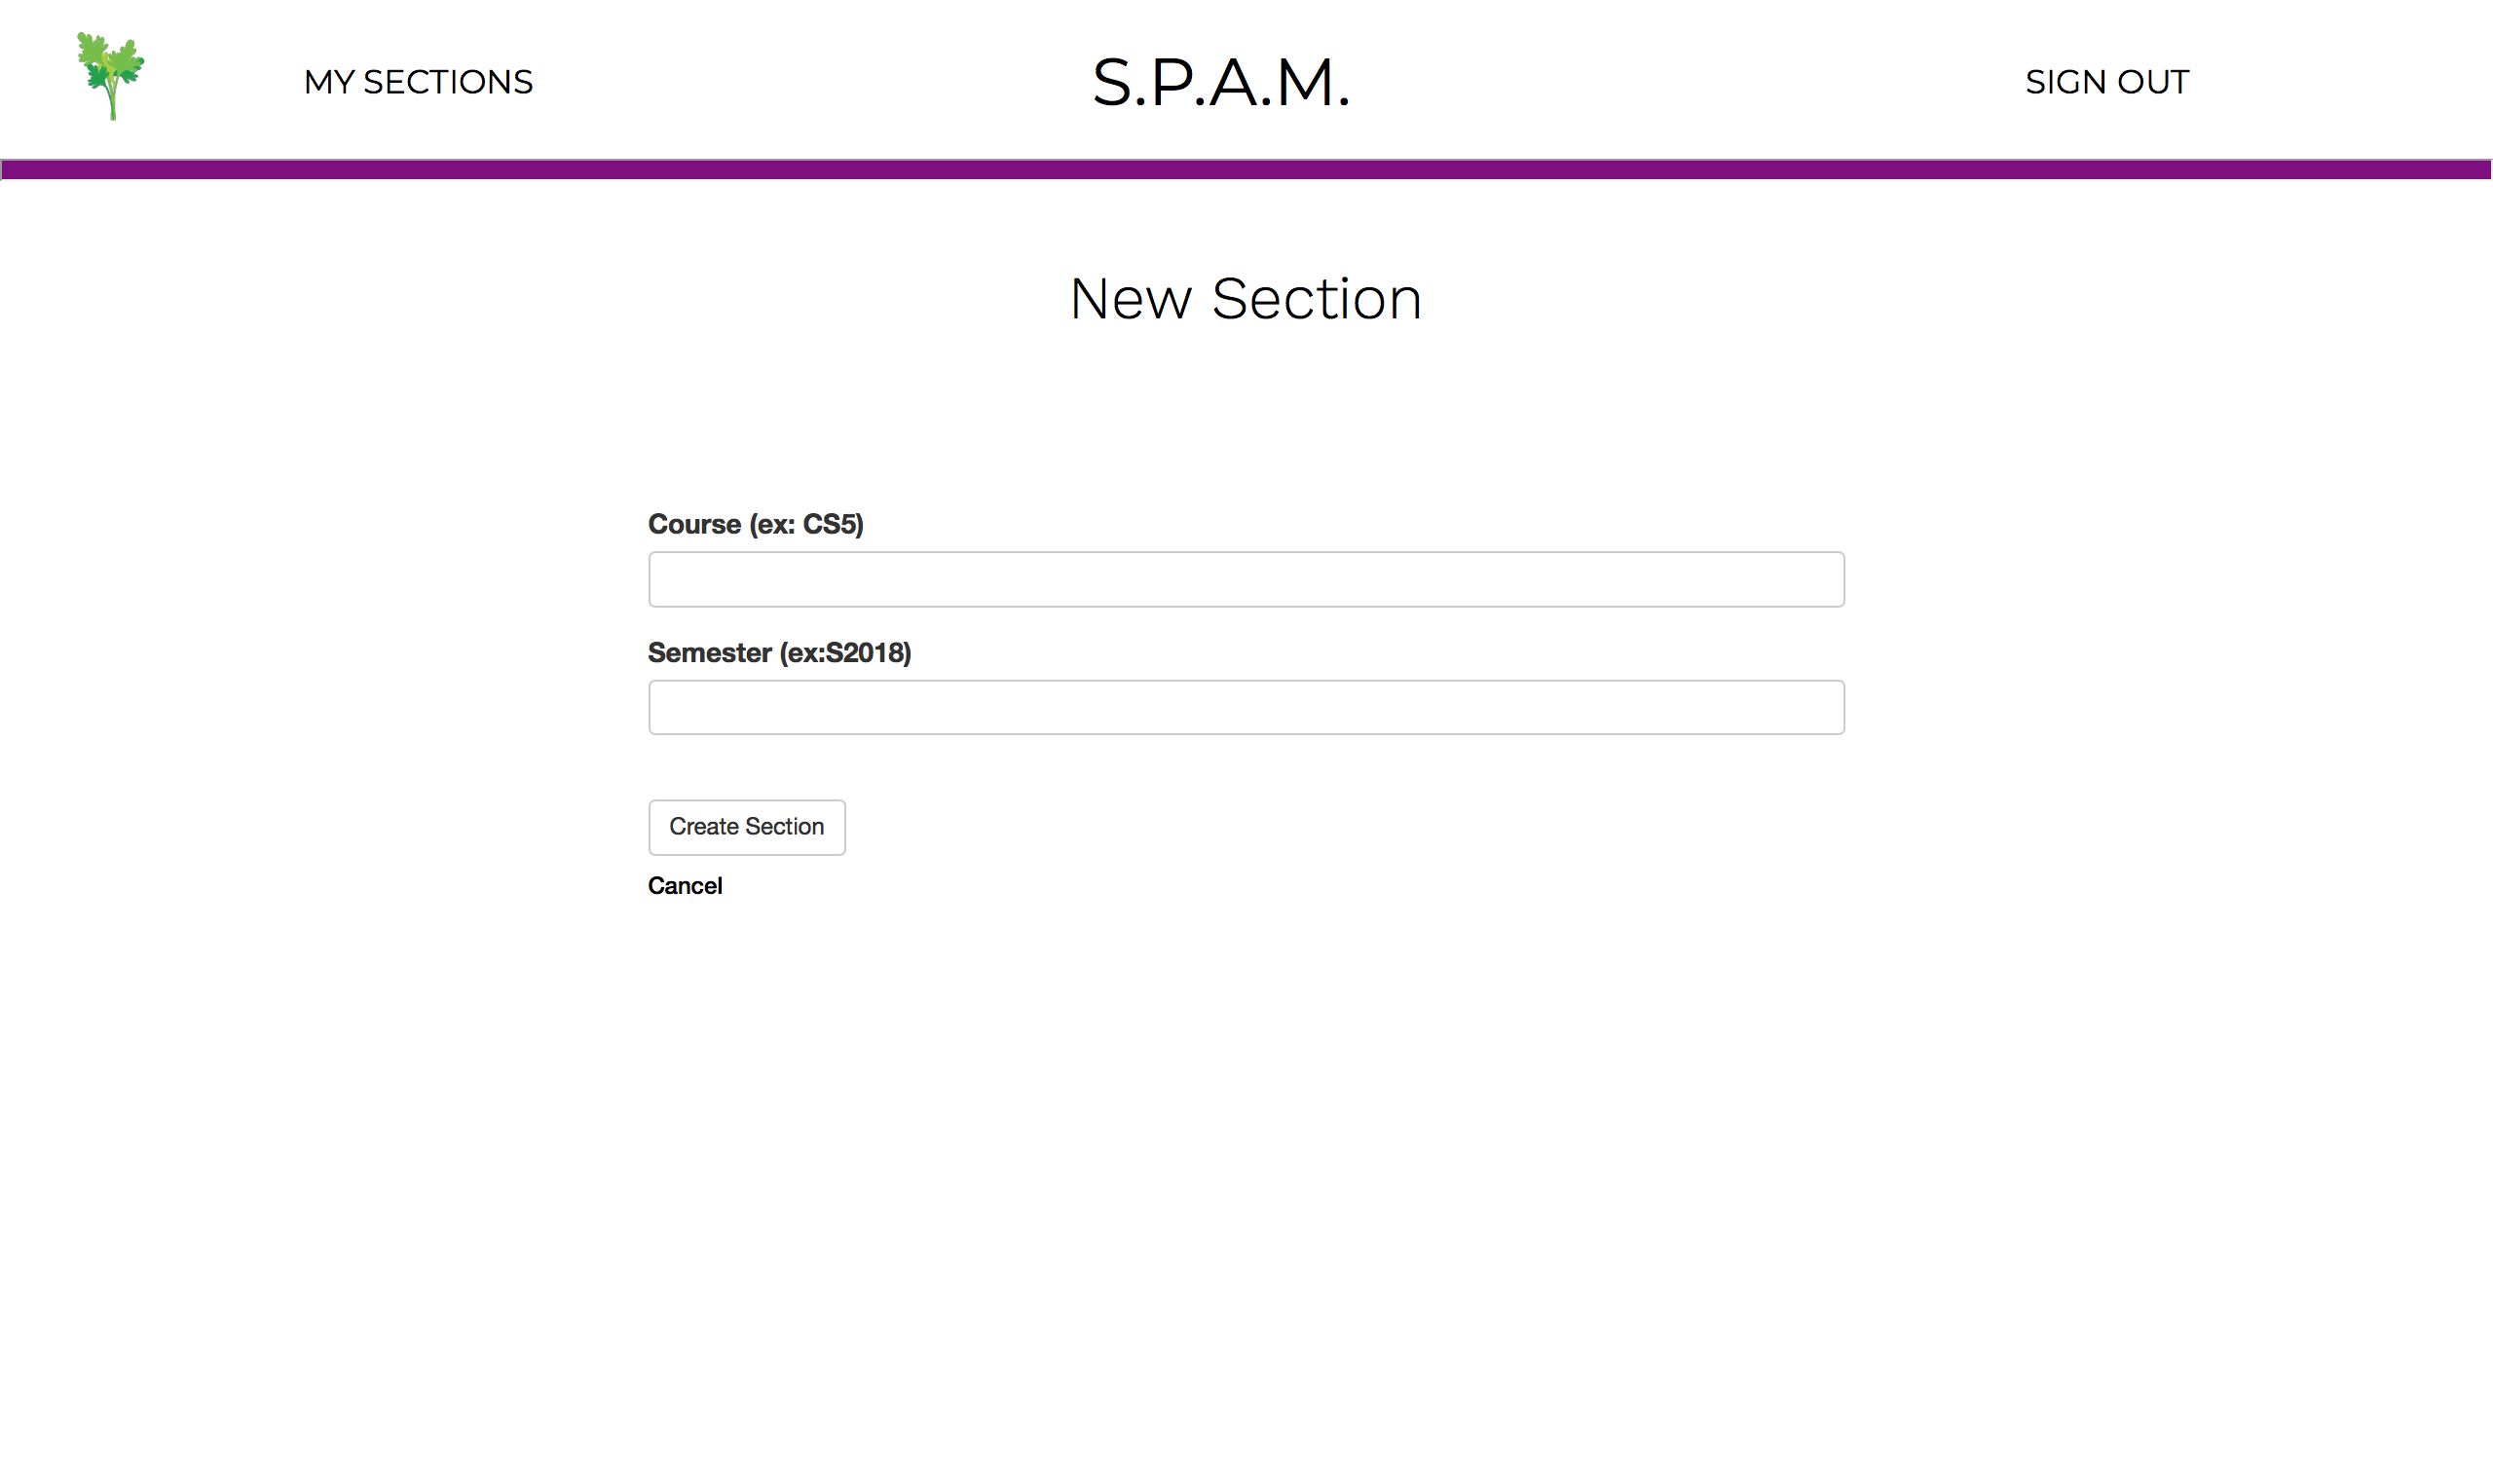 MY SECTIONS
S.P.A.M.
SIGN OUT
New Section
Course (ex: CS5)
Semester (ex:S2018)
Create Section
Cancel